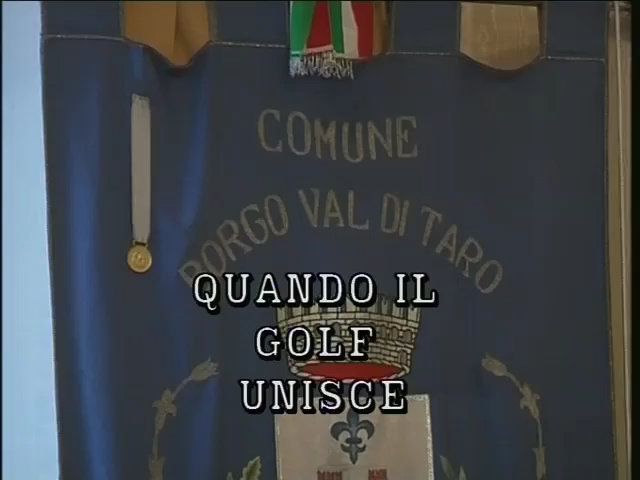 COMUNE
BORGO VAL DI TARO
QUANDO IL
GOLF
UNISCE